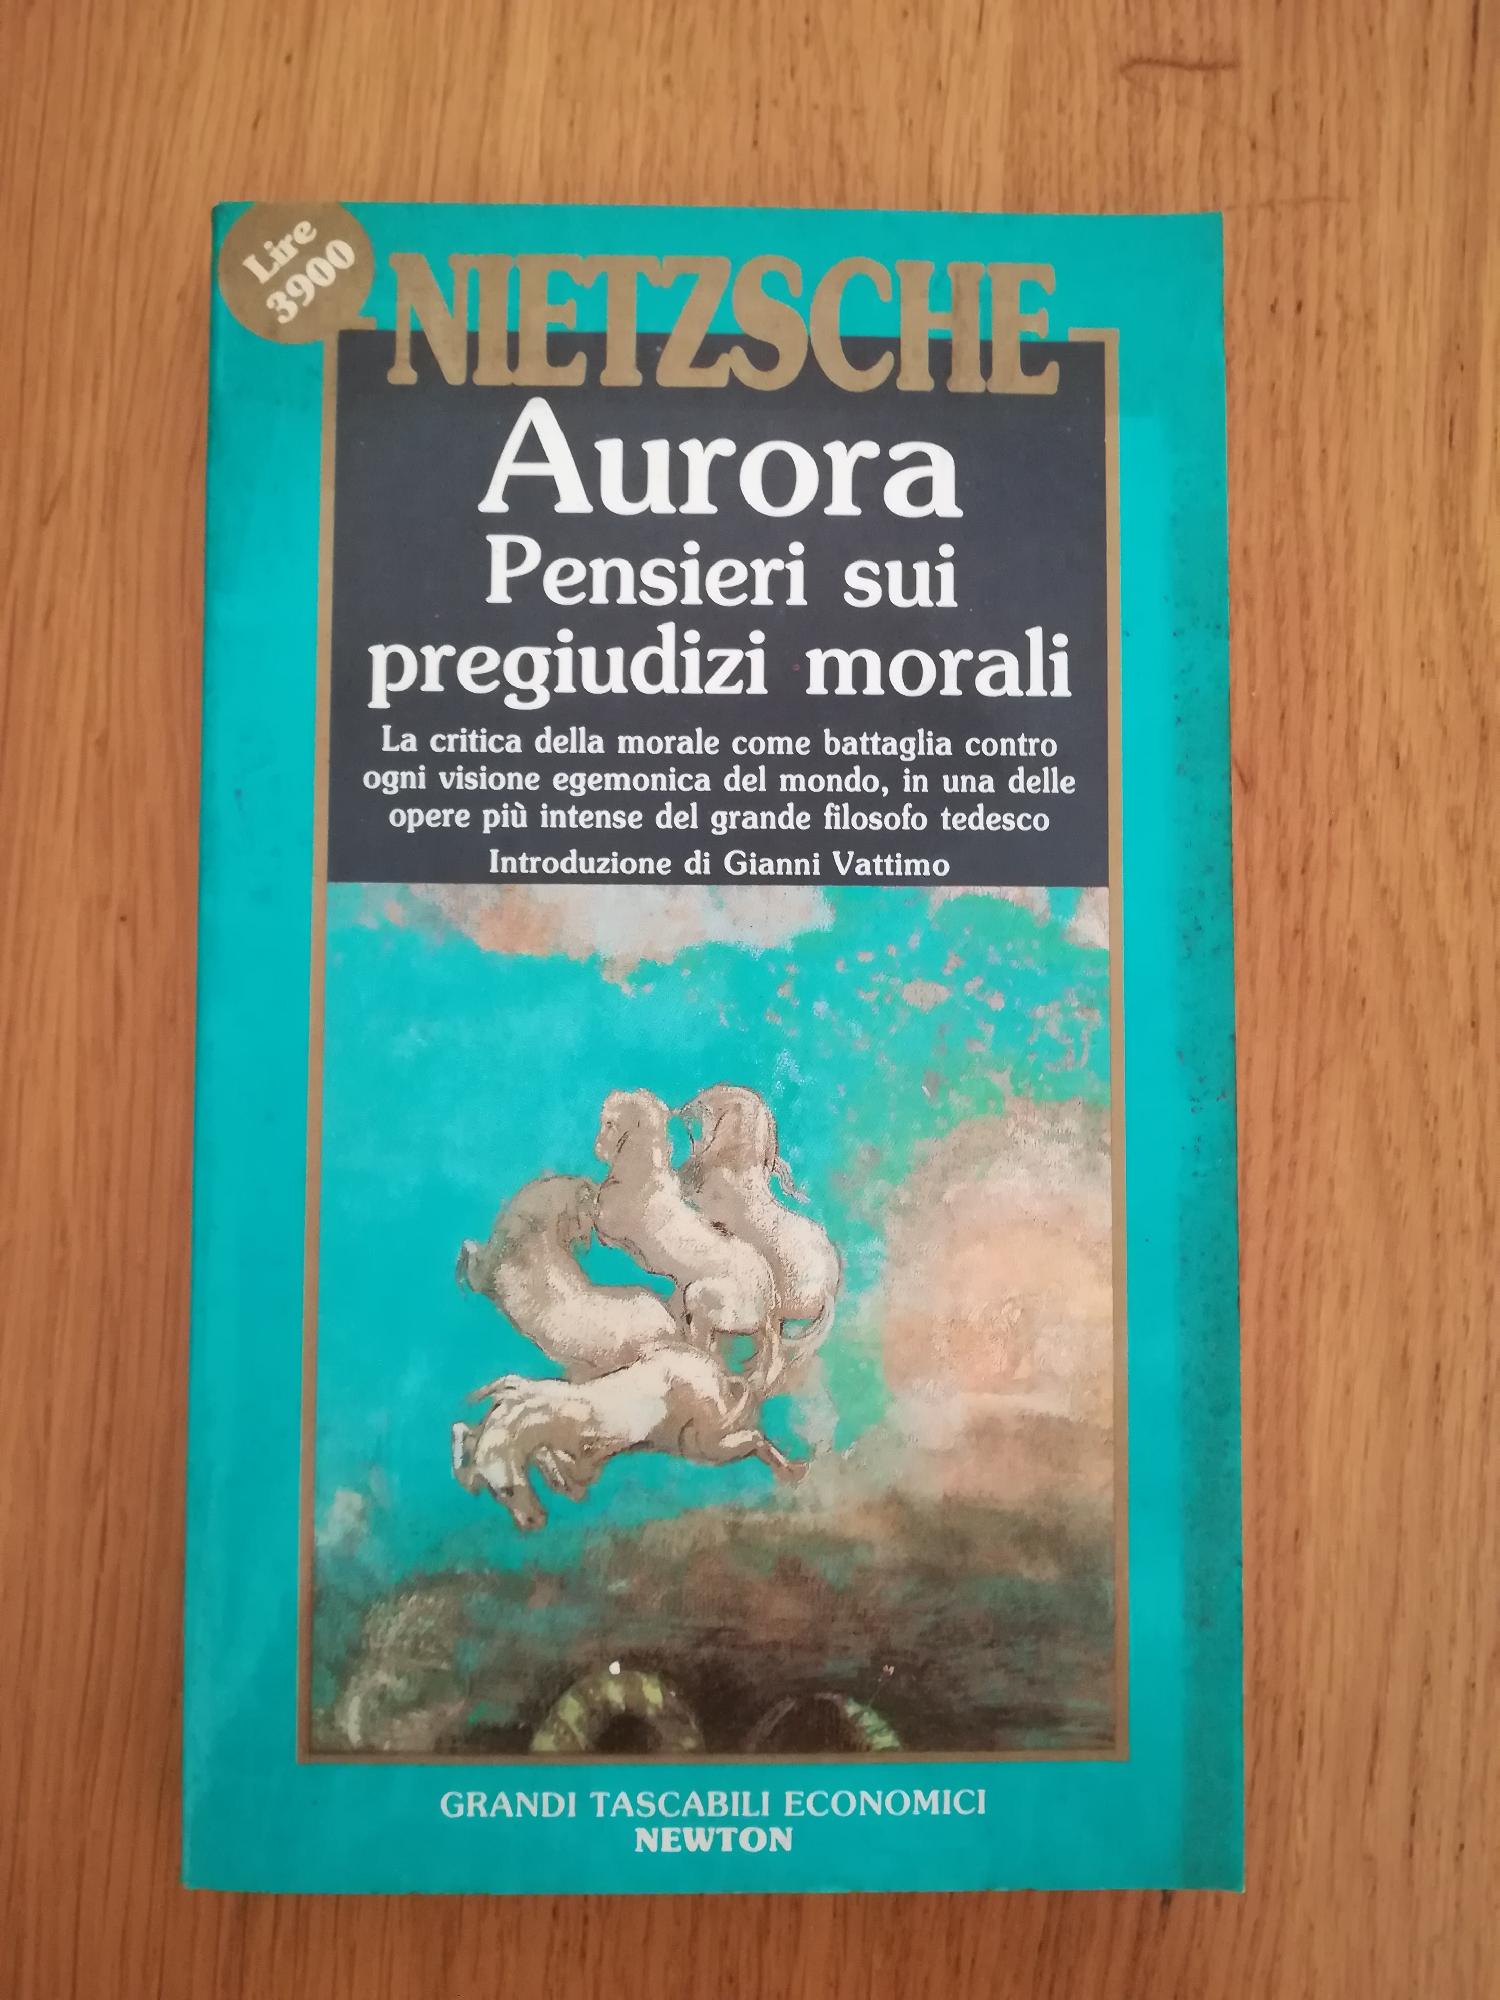 Lire
3900
NIETZSCHE
Aurora
Pensieri sui
pregiudizi morali
La critica della morale come battaglia contro
ogni visione egemonica del mondo, in una delle
opere più intense del grande filosofo tedesco
Introduzione di Gianni Vattimo
GRANDI TASCABILI ECONOMICI
NEWTON